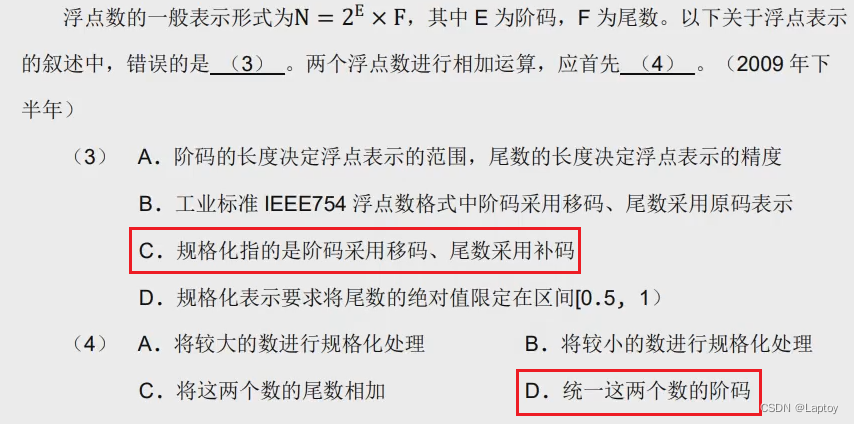 浮点数的一般表示形式为N = 2^E × F，其中 E 为阶码，F 为尾数。以下关于浮点表示
的叙述中，错误的是 （3） 。两个浮点数进行相加运算，应首先 （4） 。（2009 年下
半年）
（3） A．阶码的长度决定浮点表示的范围，尾数的长度决定浮点表示的精度
B．工业标准 IEEE754 浮点数格式中阶码采用移码、尾数采用原码表示
C．规格化指的是阶码采用移码、尾数采用补码
D．规格化表示要求将尾数的绝对值限定在区间[0.5，1）
（4） A．将较大的数进行规格化处理 B．将较小的数进行规格化处理
C．将这两个数的尾数相加 D．统一这两个数的阶码
CSDN @Laptoy